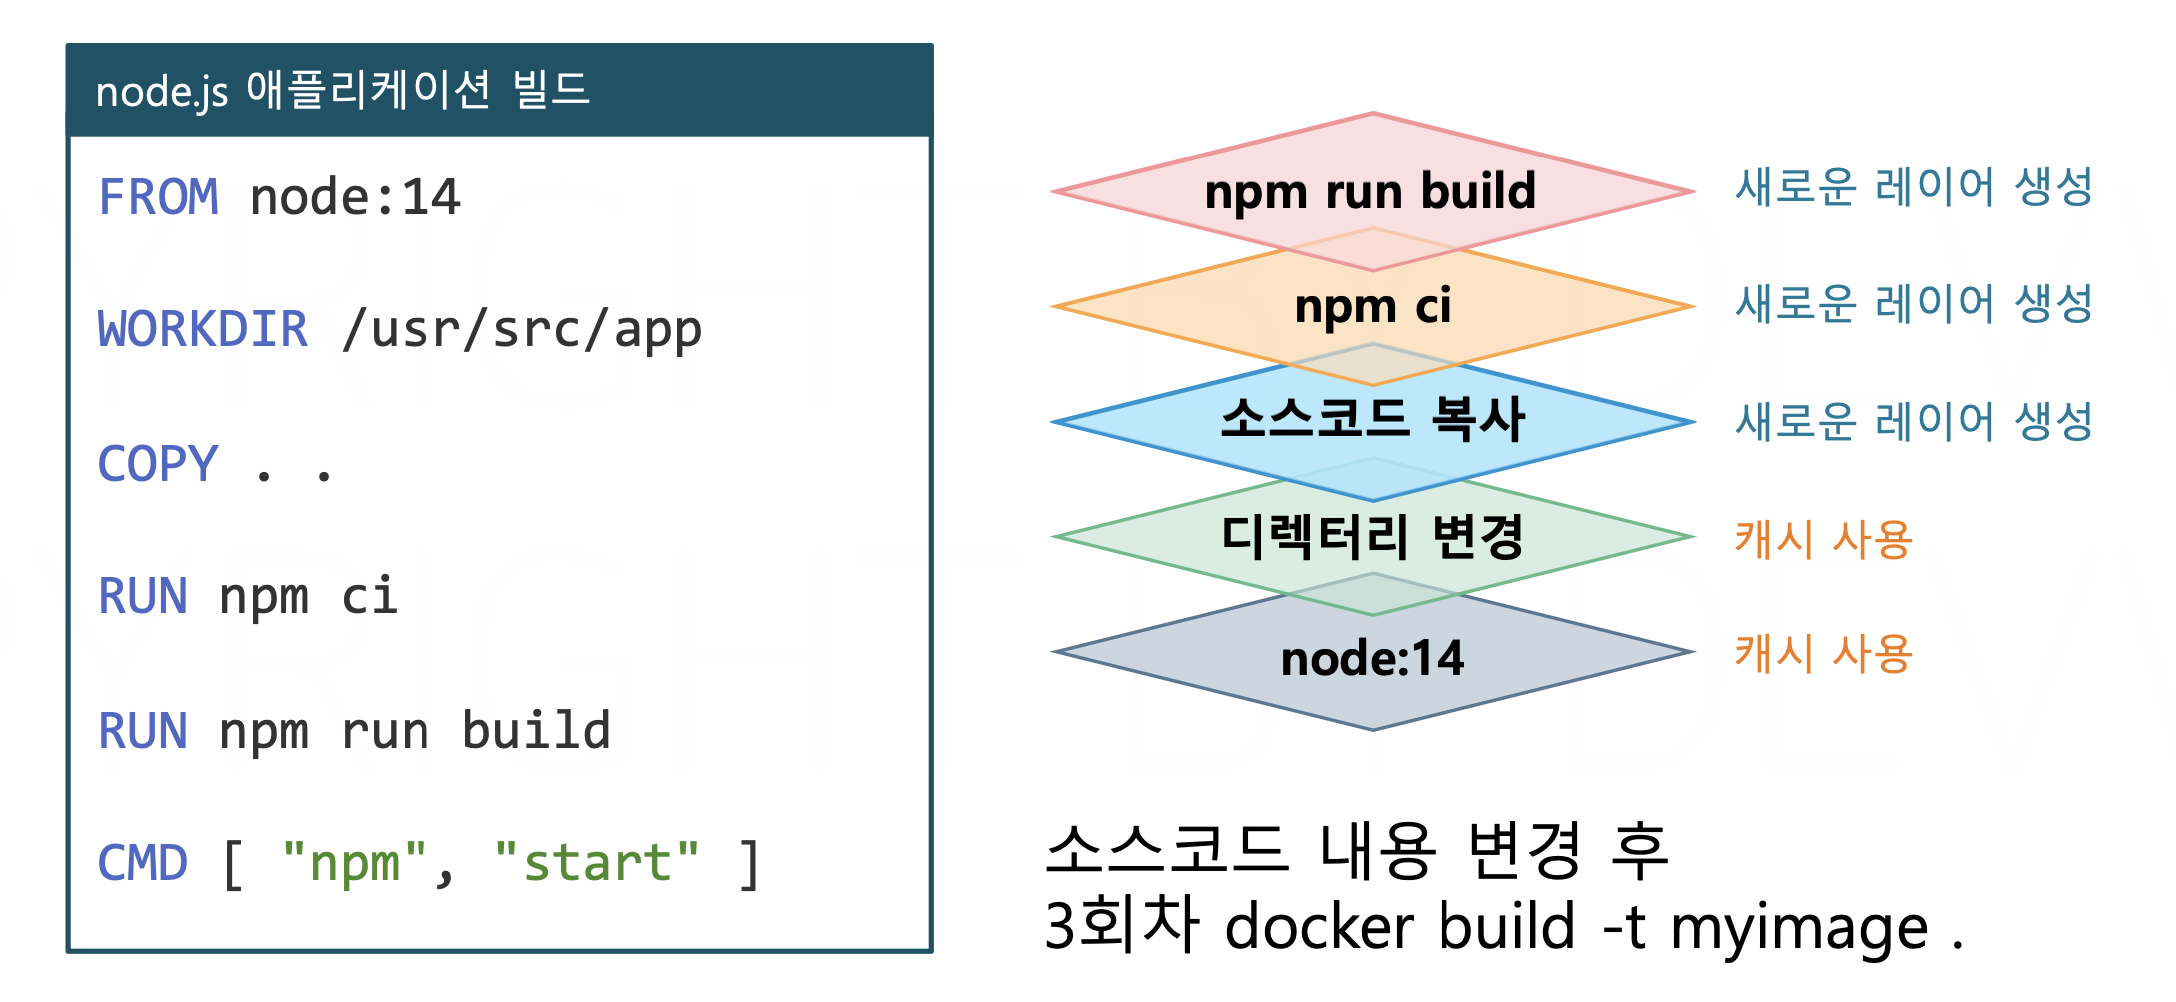 node.js 애플리케이션 빌드
FROM node:14
WORKDIR /usr/src/app
COPY . .
RUN npm ci
RUN npm run build
CMD [ "npm", "start" ]
npm run build 새로운 레이어 생성
npm ci 새로운 레이어 생성
소스코드 복사 새로운 레이어 생성
디렉터리 변경 캐시 사용
node:14 캐시 사용
소스코드 내용 변경 후
3회차 docker build -t myimage .